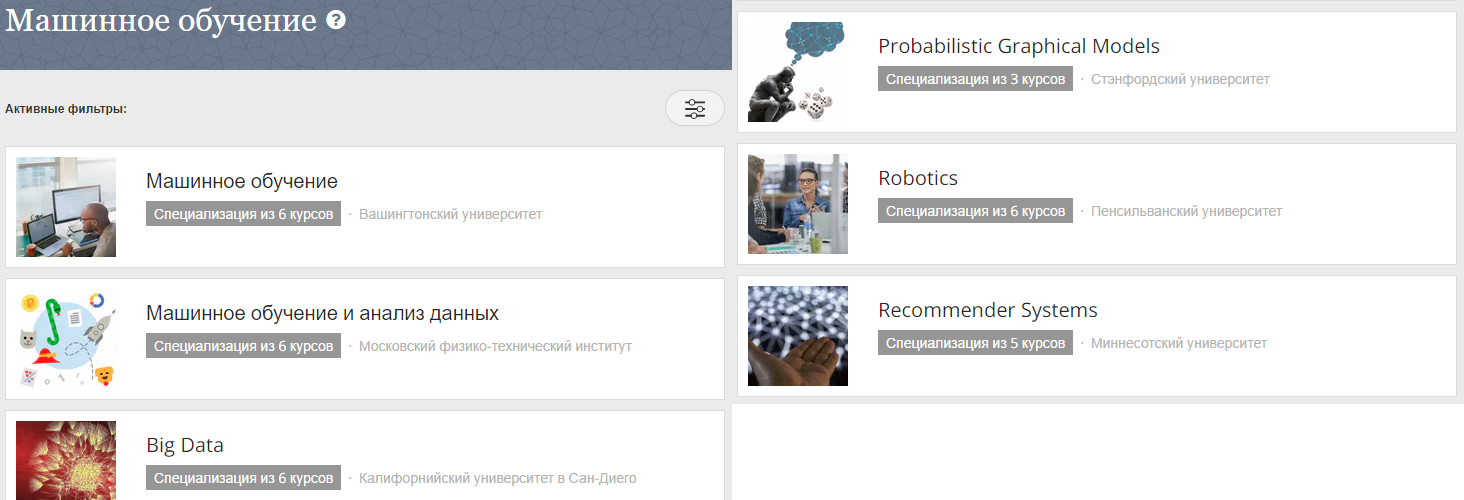 Машинное обучение ?
Активные фильтры:
Машинное обучение
Специализация из 6 курсов · Вашингтонский университет
Машинное обучение и анализ данных
Специализация из 6 курсов · Московский физико-технический институт
Big Data
Специализация из 6 курсов · Калифорнийский университет в Сан-Диего
Probabilistic Graphical Models
Специализация из 3 курсов · Стэнфордский университет
Robotics
Специализация из 6 курсов · Пенсильванский университет
Recommender Systems
Специализация из 5 курсов · Миннесотский университет